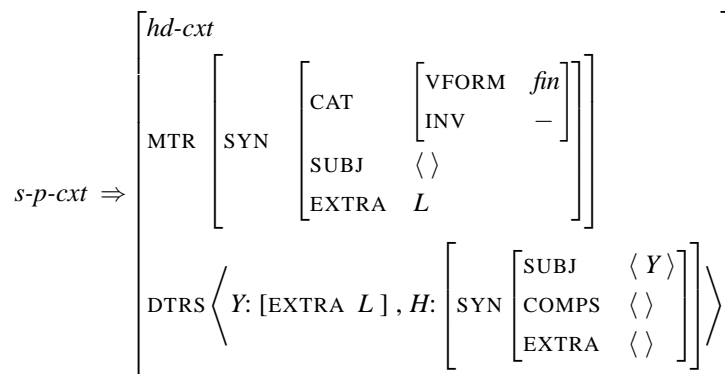 hd-cxt
CAT [VFORM fin]
[INV −]
MTR [SYN
SUBJ ⟨ ⟩
EXTRA L
s-p-cxt ⇒
SUBJ ⟨ Y ⟩
DTRS ⟨ Y: [EXTRA L] , H: [SYN [COMPS ⟨ ⟩
EXTRA ⟨ ⟩ ]] ⟩